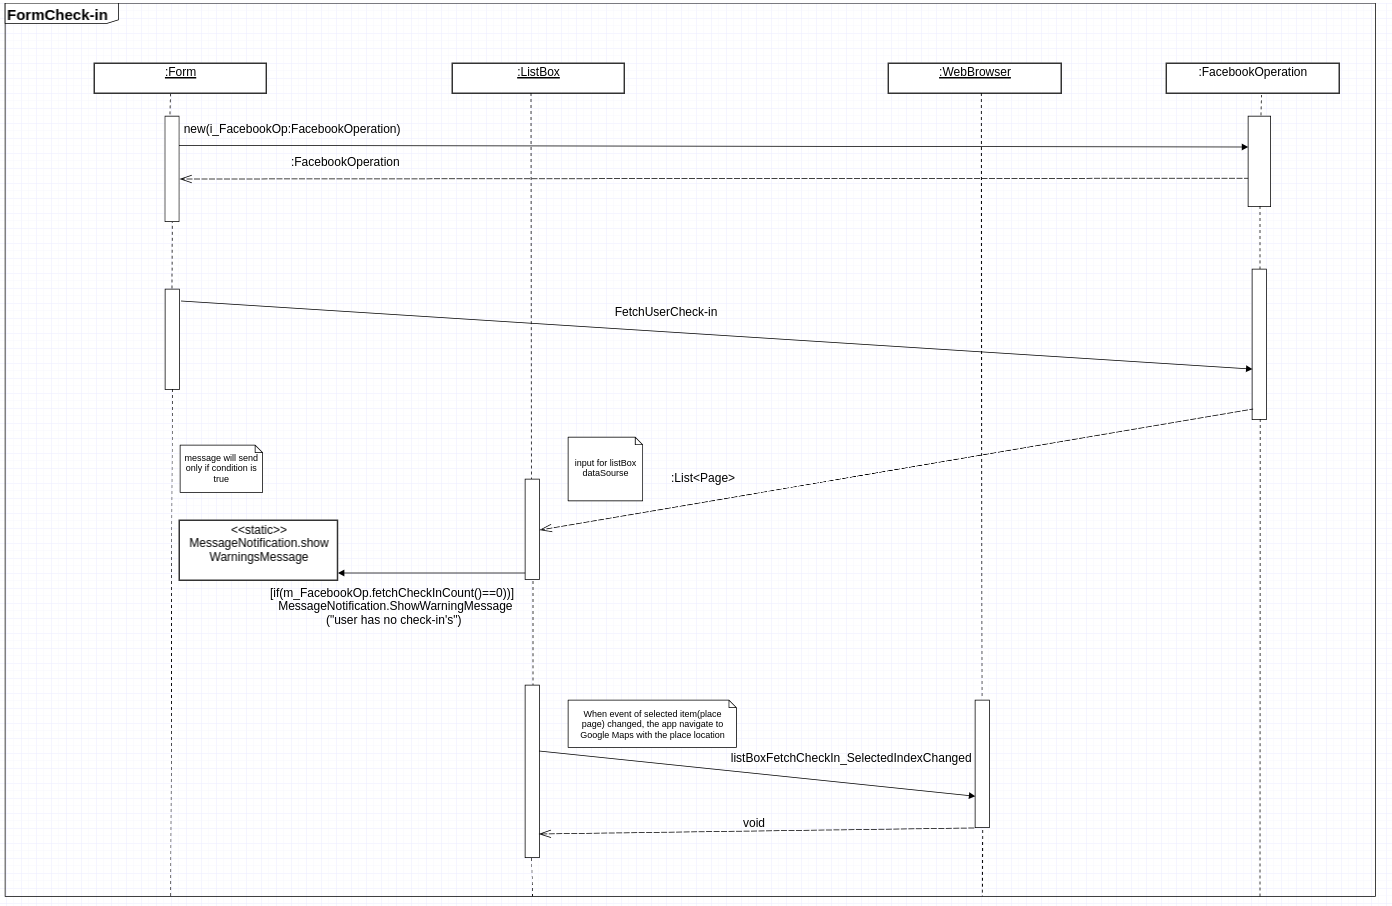 FormCheck-in
:Form
:ListBox
:WebBrowser
:FacebookOperation
new(i_FacebookOp:FacebookOperation)
:FacebookOperation
FetchUserCheck-in
message will send
only if condition is
true
input for listBox
dataSourse
:List<Page>
<<static>>
MessageNotification.show
WarningsMessage
[if(m_FacebookOp.fetchCheckInCount()==0))]
MessageNotification.ShowWarningMessage
("user has no check-in's")
When event of selected item(place
page) changed, the app navigate to
Google Maps with the place location
listBoxFetchCheckIn_SelectedIndexChanged
void